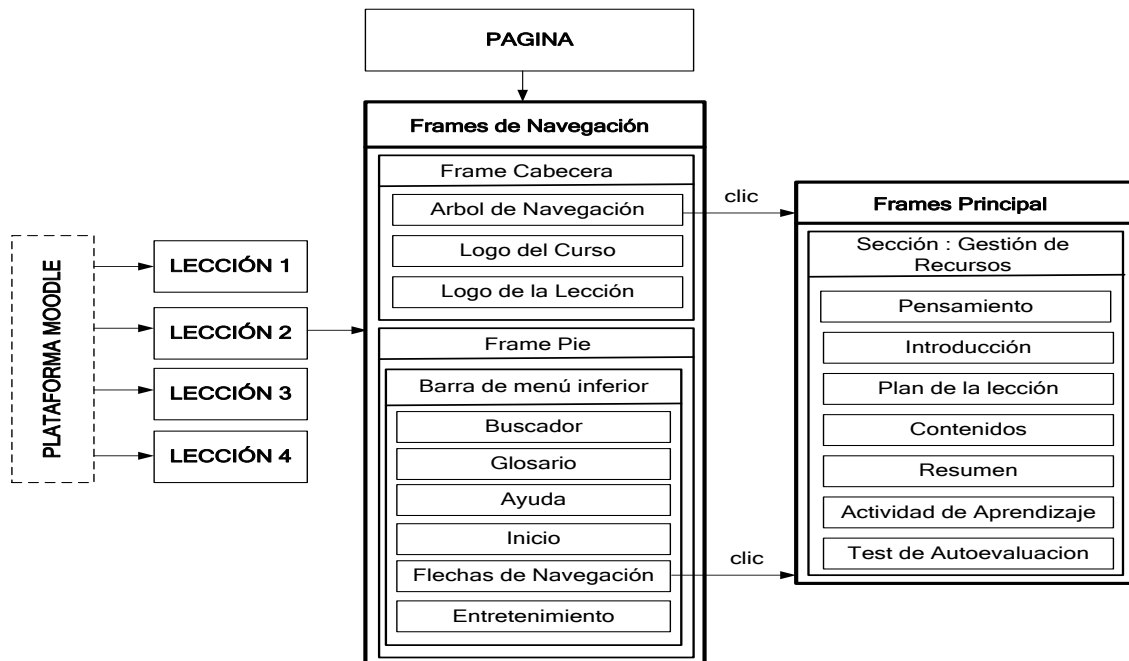 PAGINA
Frames de Navegación
Frame Cabecera
Arbol de Navegación
Logo del Curso
Logo de la Lección
Frame Pie
Barra de menú inferior
Buscador
Glosario
Ayuda
Inicio
Flechas de Navegación
Entretenimiento
PLATAFORMA MOODLE
LECCIÓN 1
LECCIÓN 2
LECCIÓN 3
LECCIÓN 4
clic
clic
Frames Principal
Sección : Gestión de
Recursos
Pensamiento
Introducción
Plan de la lección
Contenidos
Resumen
Actividad de Aprendizaje
Test de Autoevaluacion